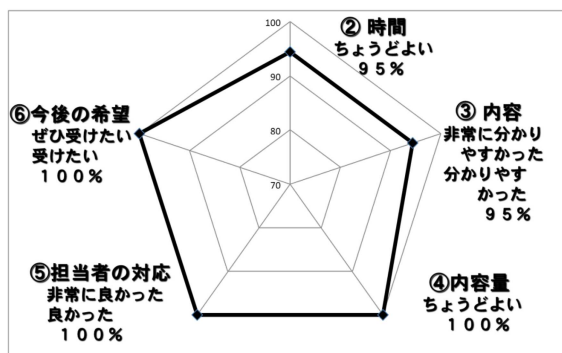 100
90
80
70
② 時間
ちょうどよい
95%
③ 内容
非常に分かり
やすかった
分かりやす
かった
95%
④内容量
ちょうどよい
100%
⑤担当者の対応
非常に良かった
良かった
100%
⑥今後の希望
ぜひ受けたい
受けたい
100%